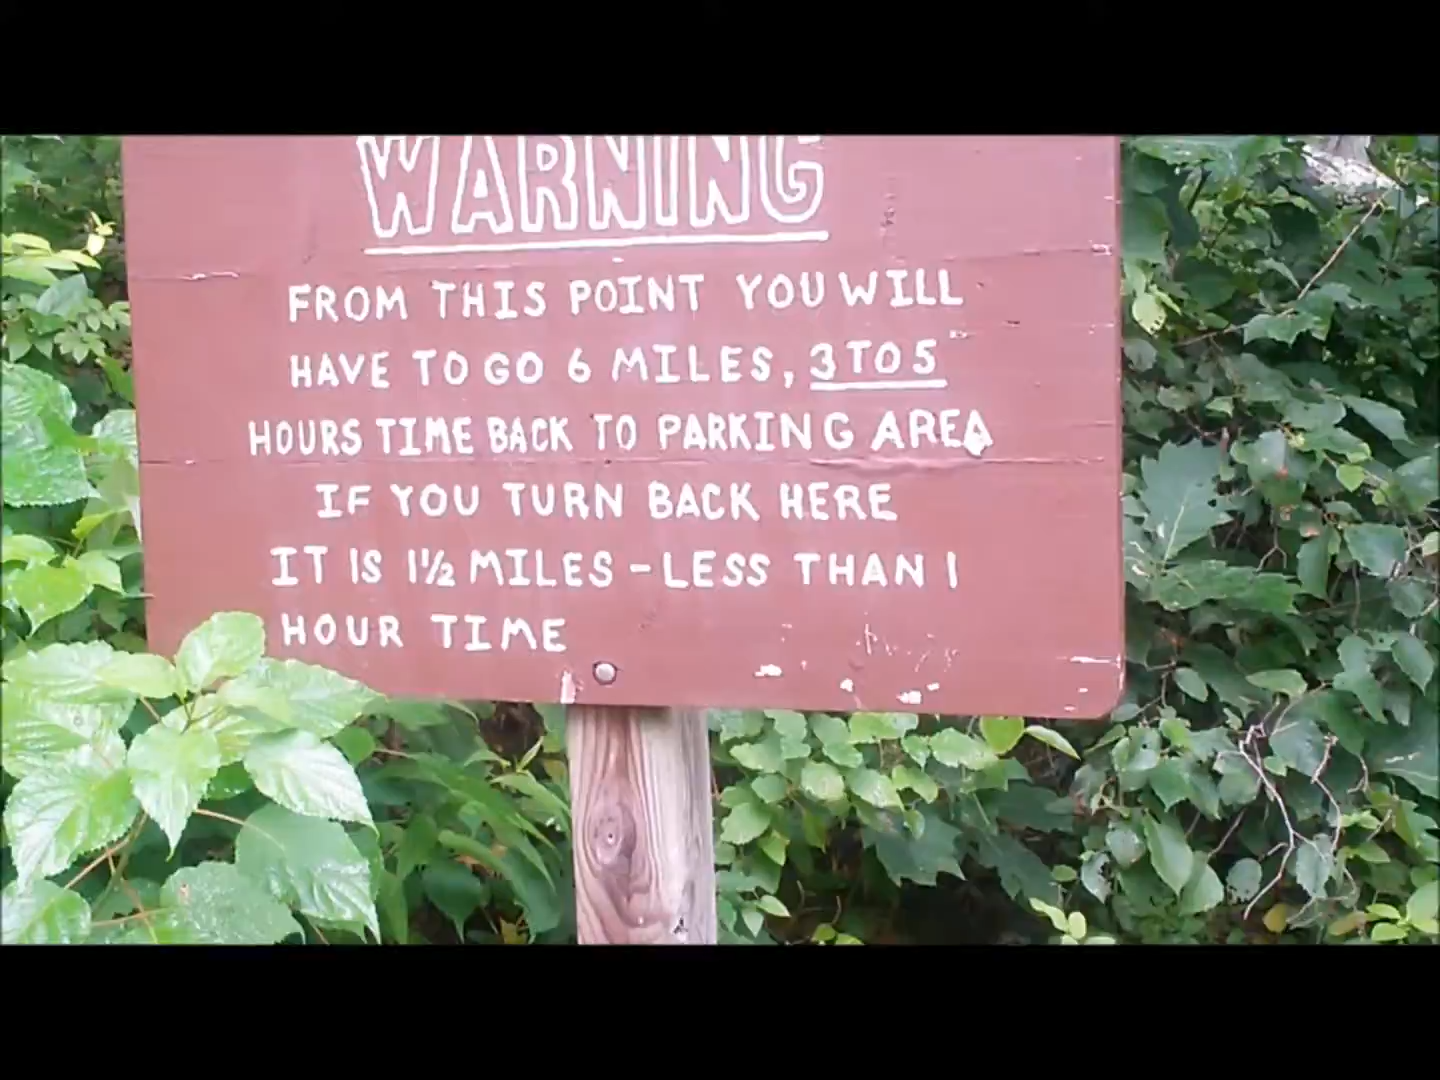 WARNING
FROM THIS POINT YOU WILL
HAVE TO GO 6 MILES, 3 TO 5
HOURS TIME BACK TO PARKING AREA
IF YOU TURN BACK HERE
IT IS 1½ MILES - LESS THAN 1
HOUR TIME